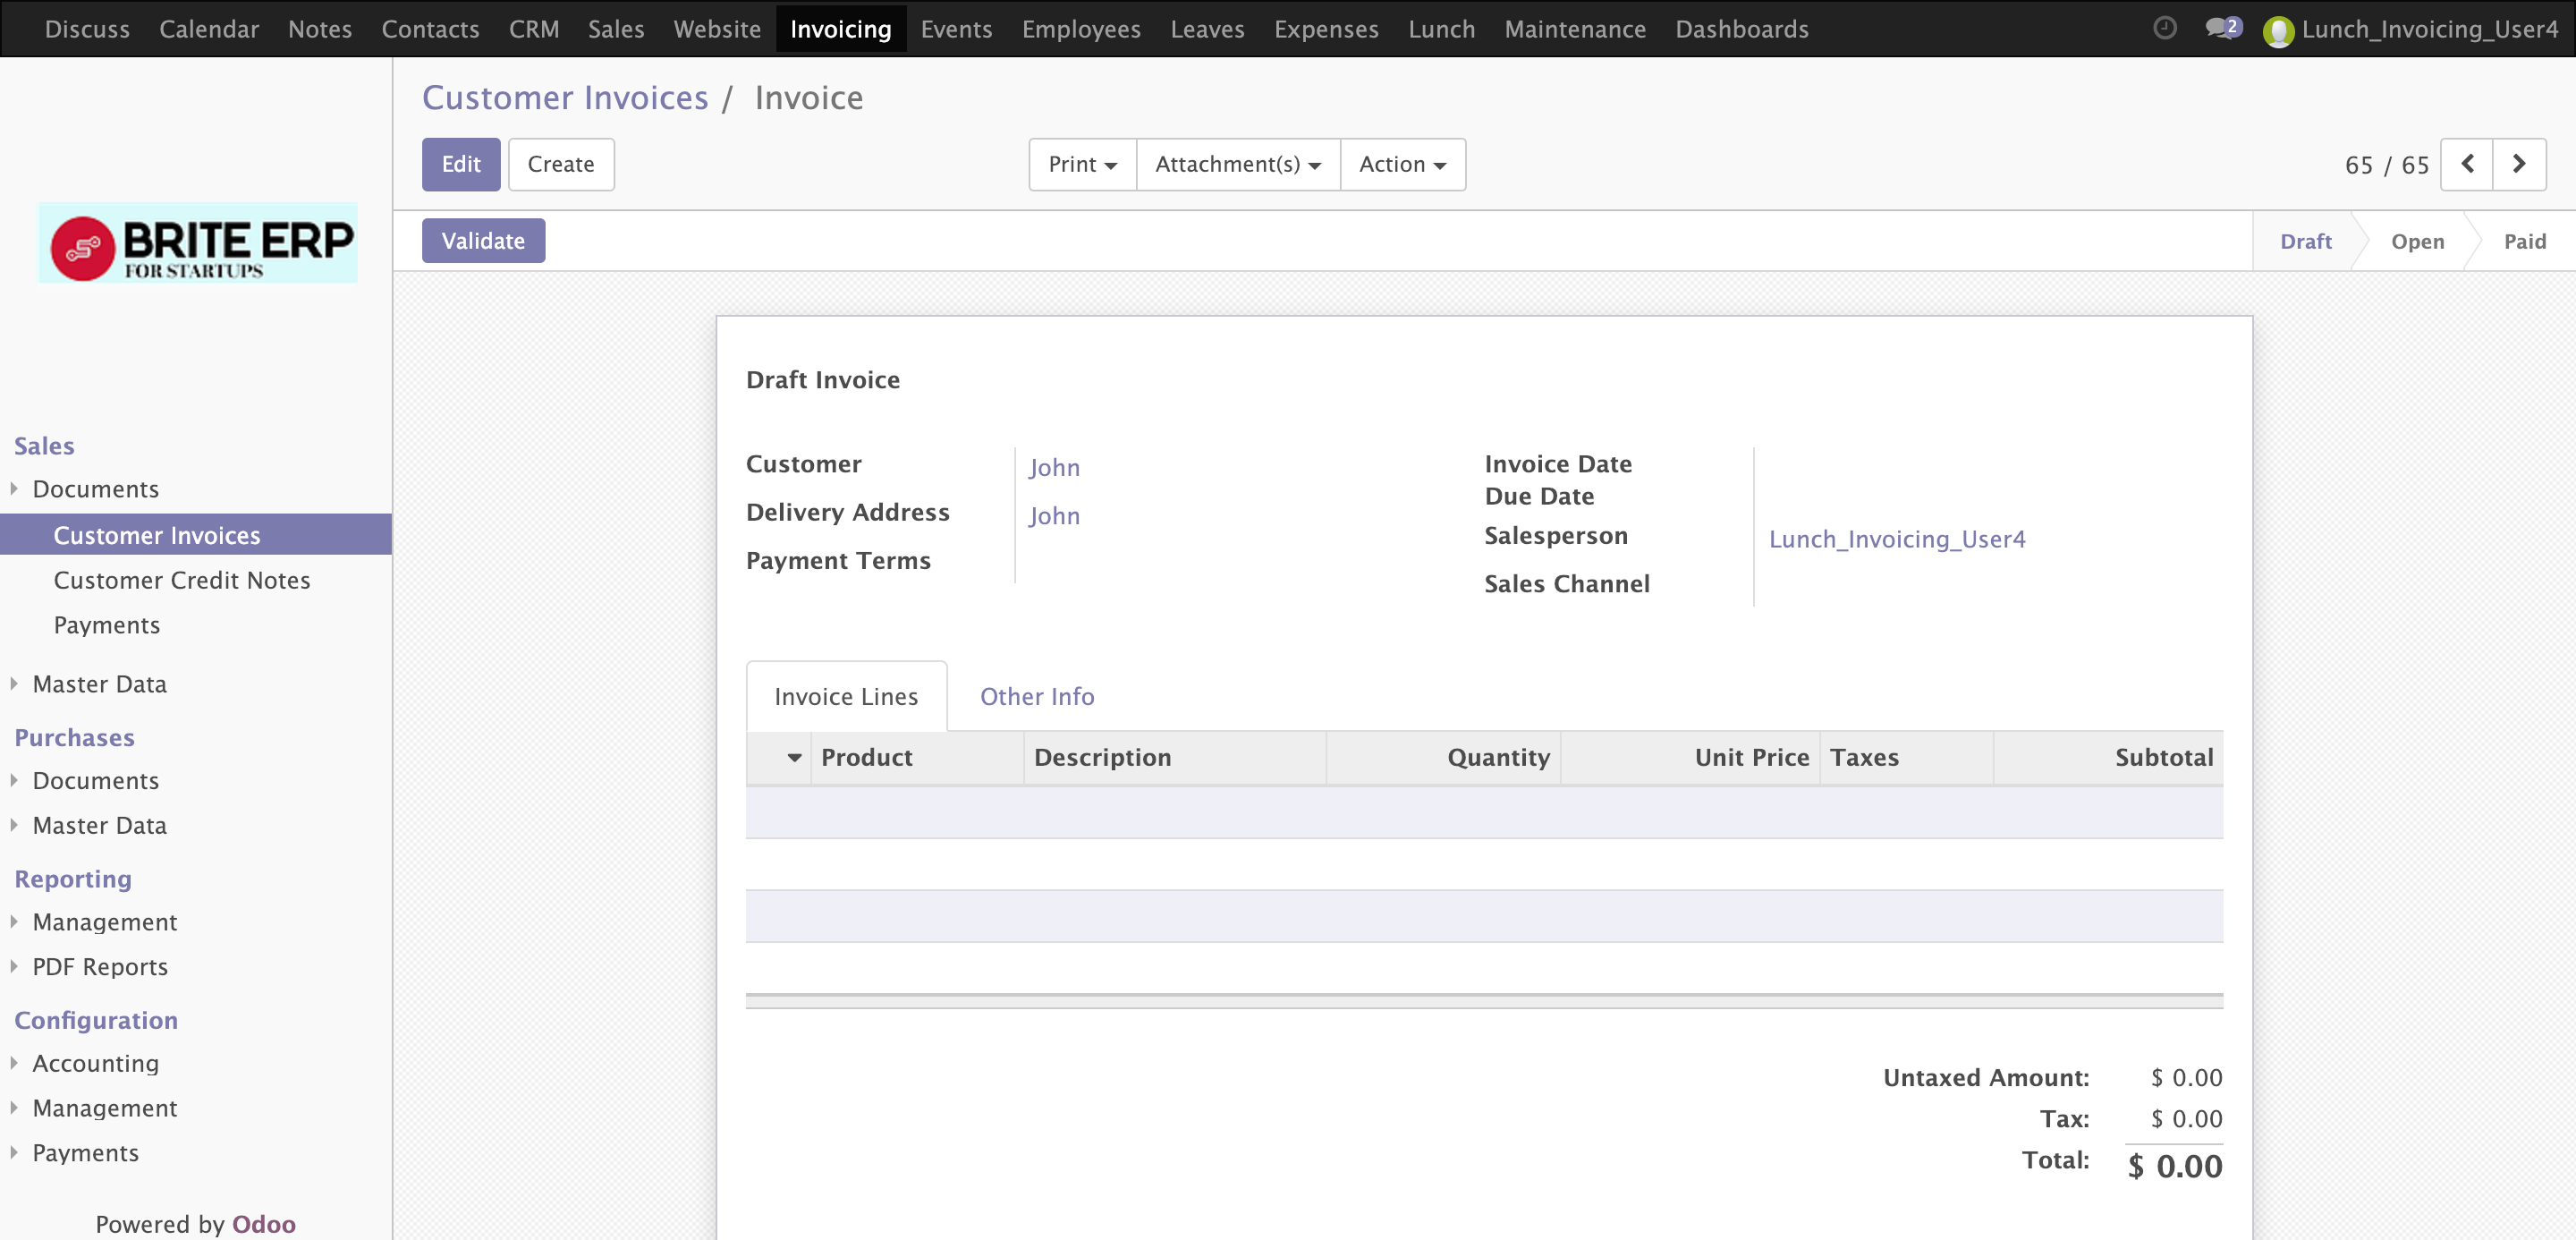 Discuss Calendar Notes Contacts CRM Sales Website Invoicing Events Employees Leaves Expenses Lunch Maintenance Dashboards 2 Lunch_Invoicing_User4
BRITE ERP
FOR STARTUPS
Sales
Documents
Customer Invoices
Customer Credit Notes
Payments
Master Data
Purchases
Documents
Master Data
Reporting
Management
PDF Reports
Configuration
Accounting
Management
Payments
Powered by Odoo
Customer Invoices / Invoice
Edit Create Print Attachment(s) Action 65 / 65
Validate Draft Open Paid
Draft Invoice
Customer John
Delivery Address John
Payment Terms
Invoice Date
Due Date
Salesperson Lunch_Invoicing_User4
Sales Channel
Invoice Lines Other Info
Product Description Quantity Unit Price Taxes Subtotal
Untaxed Amount: $ 0.00
Tax: $ 0.00
Total: $ 0.00